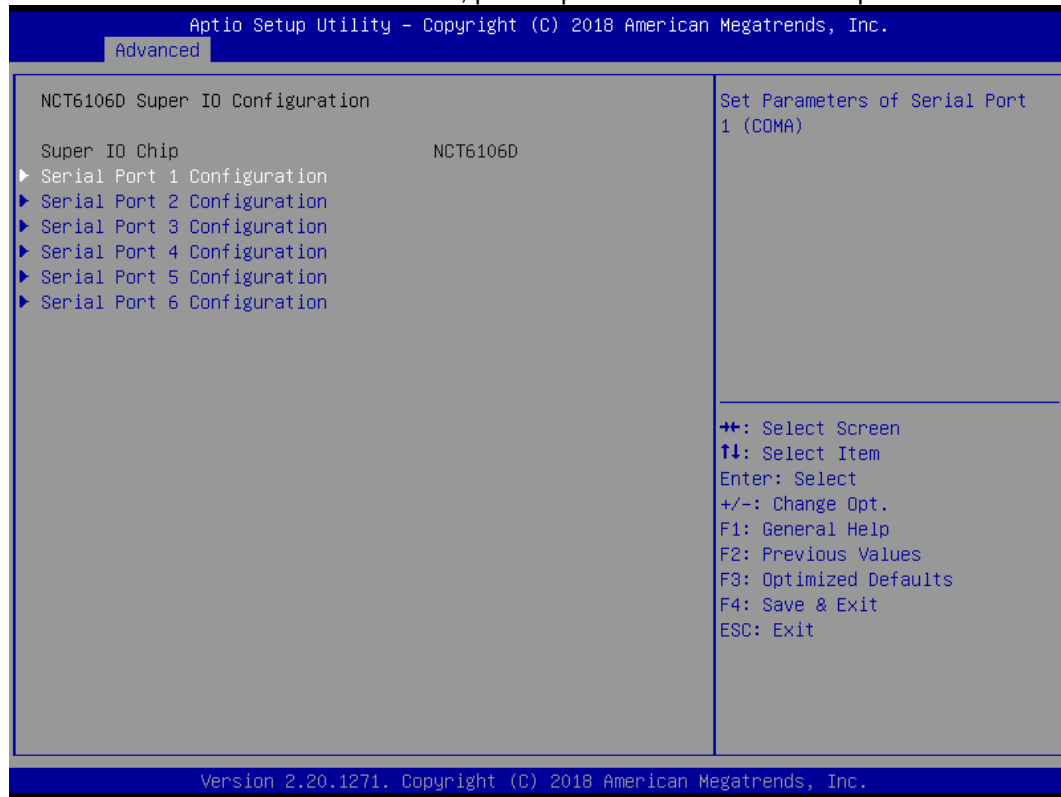 Aptio Setup Utility – Copyright (C) 2018 American Megatrends, Inc.
Advanced
NCT6106D Super IO Configuration
Super IO Chip NCT6106D
▶ Serial Port 1 Configuration
▶ Serial Port 2 Configuration
▶ Serial Port 3 Configuration
▶ Serial Port 4 Configuration
▶ Serial Port 5 Configuration
▶ Serial Port 6 Configuration
Set Parameters of Serial Port
1 (COMA)
→←: Select Screen
↑↓: Select Item
Enter: Select
+/-: Change Opt.
F1: General Help
F2: Previous Values
F3: Optimized Defaults
F4: Save & Exit
ESC: Exit
Version 2.20.1271. Copyright (C) 2018 American Megatrends, Inc.